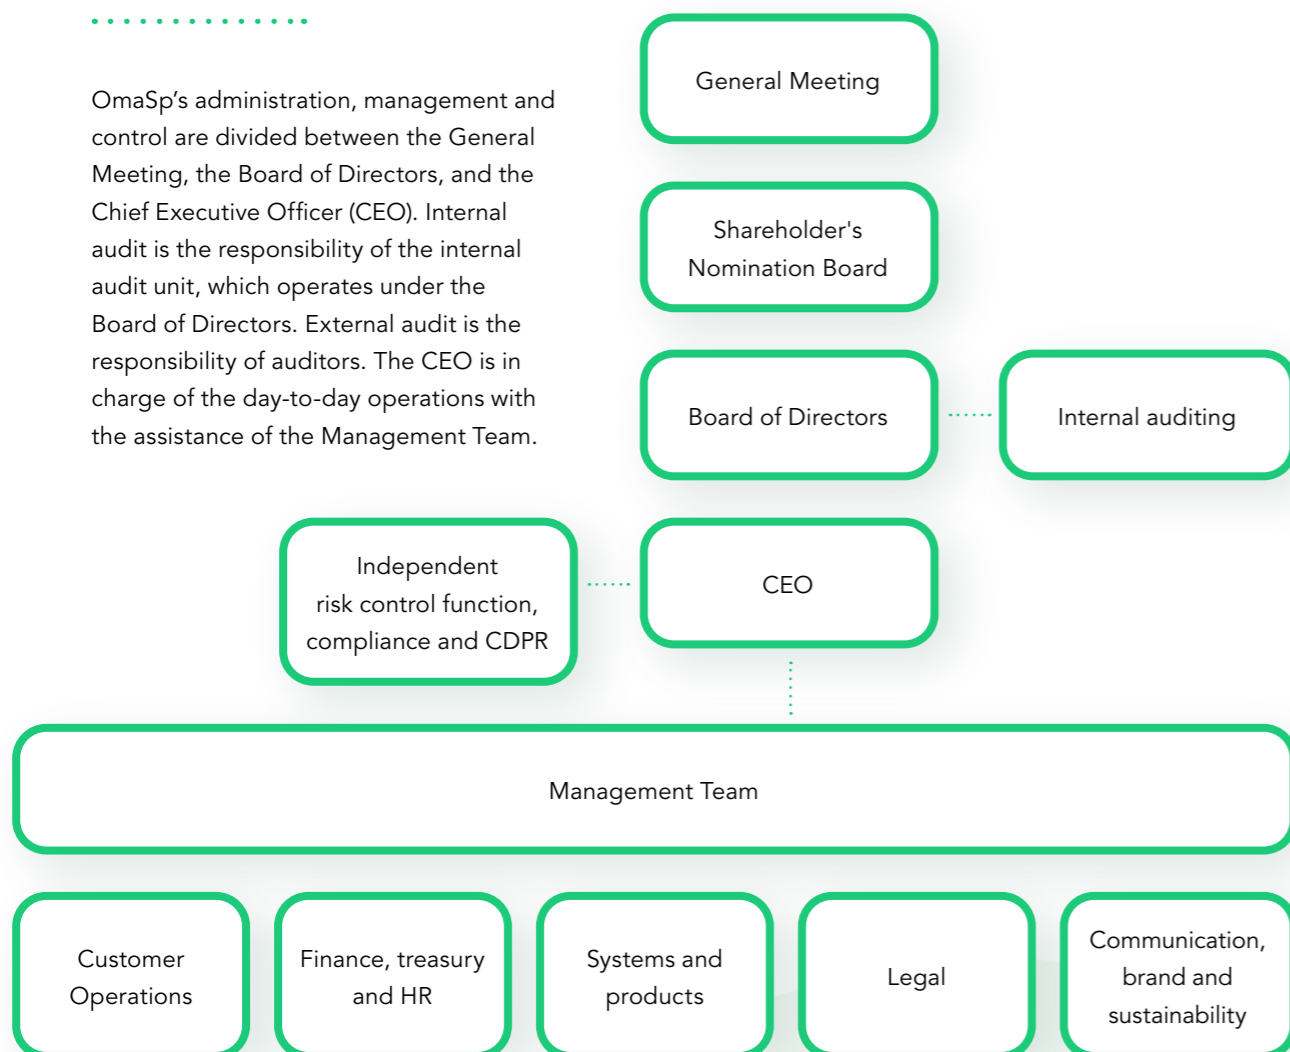 OmaSp’s administration, management and
control are divided between the General
Meeting, the Board of Directors, and the
Chief Executive Officer (CEO). Internal
audit is the responsibility of the internal
audit unit, which operates under the
Board of Directors. External audit is the
responsibility of auditors. The CEO is in
charge of the day-to-day operations with
the assistance of the Management Team.
General Meeting
Shareholder's
Nomination Board
Board of Directors
Internal auditing
Independent
risk control function,
compliance and CDPR
CEO
Management Team
Customer
Operations
Finance, treasury
and HR
Systems and
products
Legal
Communication,
brand and
sustainability